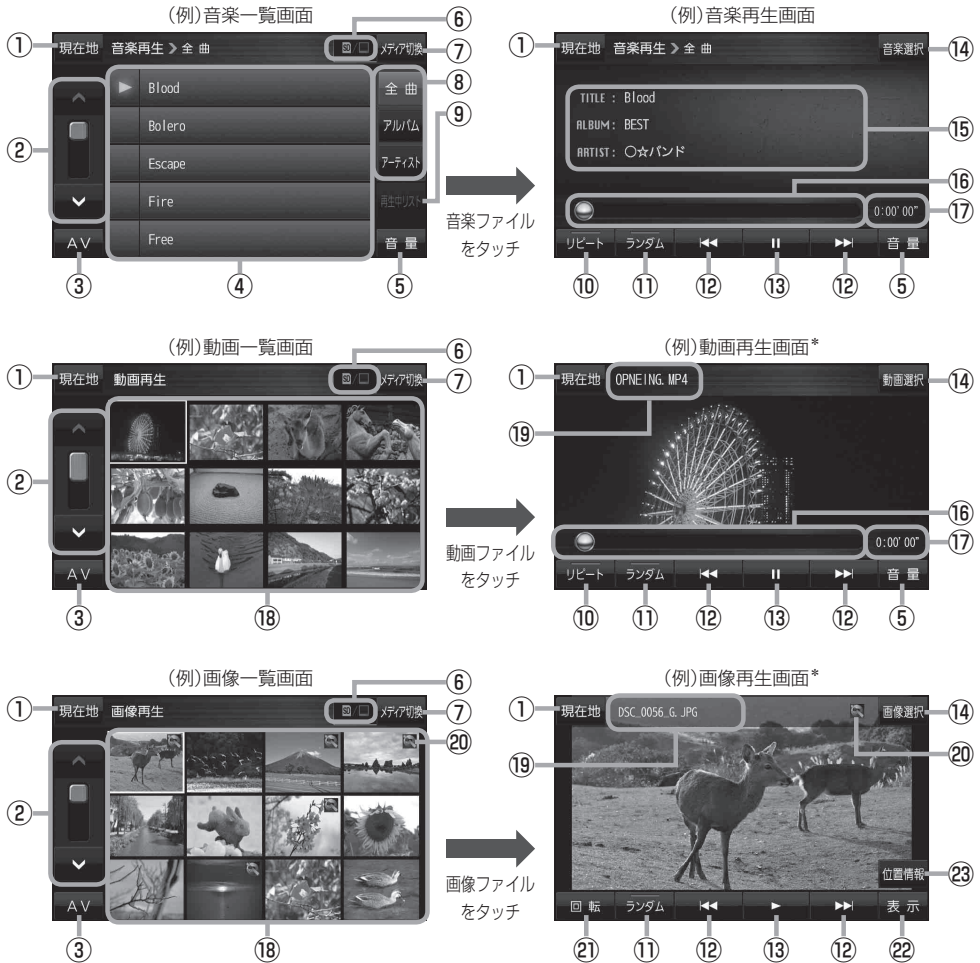 (例)音楽一覧画面
⑥
(例)音楽再生画面
① 現在地 音楽再生 > 全 曲 SD メディア切換 ⑦
① 現在地 音楽再生 > 全 曲 音楽選択 ⑭
Blood
全 曲 ⑧
Bolero
アルバム ⑨
②
Escape
アーティスト
Fire
再生中リスト
Free
AV
音 量
③ ④ ⑤
音楽ファイル
をタッチ
TITLE : Blood
ALBUM : BEST
ARTIST : ○☆バンド
⑮
⑯
0:00'00" ⑰
リピート ランダム 音 量
⑩ ⑪ ⑫ ⑬ ⑫ ⑤
(例)動画一覧画面
⑥
(例)動画再生画面*
① 現在地 動画再生 SD メディア切換 ⑦
① 現在地 OPNEING.MP4 動画選択 ⑭
⑲
②
動画ファイル
をタッチ
⑯
0:00'00" ⑰
AV
リピート ランダム 音 量
③ ⑱
⑩ ⑪ ⑫ ⑬ ⑫ ⑤
(例)画像一覧画面
⑥
(例)画像再生画面*
① 現在地 画像再生 SD メディア切換 ⑦
① 現在地 DSC_0056_G.JPG 画像選択 ⑭
⑳
⑲ ⑳
②
画像ファイル
をタッチ
位置情報 ㉓
AV
回 転 ランダム 表 示
③ ⑱
㉑ ⑪ ⑫ ⑬ ⑫ ㉒